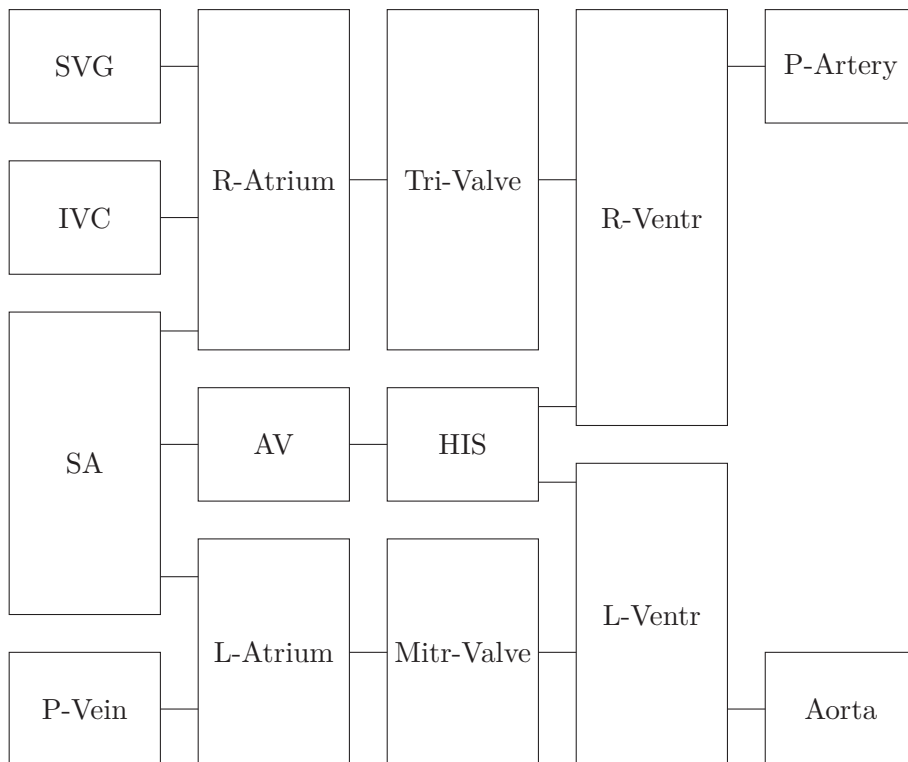 SVG
P-Artery
R-Atrium
Tri-Valve
IVC
R-Ventr
AV
HIS
SA
L-Ventr
L-Atrium
Mitr-Valve
P-Vein
Aorta